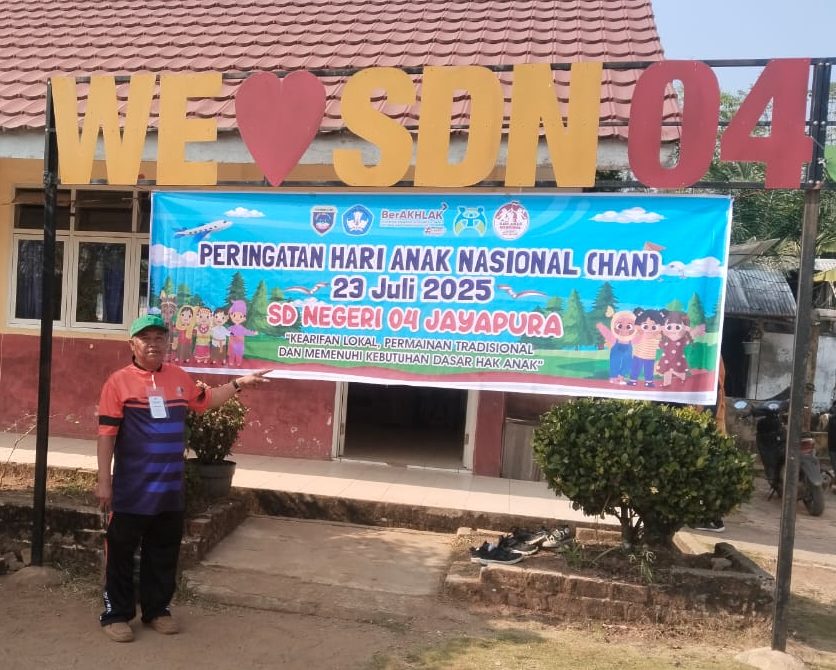 WE SDN 04
BerAKHLAK
PERINGATAN HARI ANAK NASIONAL (HAN)
23 Juli 2025
SD NEGERI 04 JAYAPURA
"KEARIFAN LOKAL, PERMAINAN TRADISIONAL
DAN MEMENUHI KEBUTUHAN DASAR HAK ANAK"